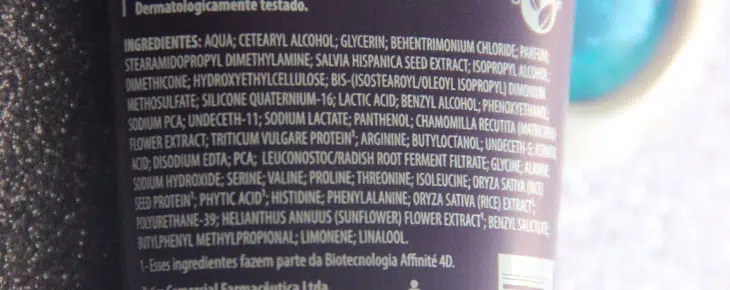 Dermatologicamente testado.
INGREDIENTES: AQUA; CETEARYL ALCOHOL; GLYCERIN; BEHENTRIMONIUM CHLORIDE; PARFUM;
STEARAMIDOPROPYL DIMETHYLAMINE; SALVIA HISPANICA SEED EXTRACT; ISOPROPYL ALCOHOL;
DIMETHICONE; HYDROXYETHYLCELLULOSE; BIS-(ISOSTEAROYL/OLEOYL ISOPROPYL) DIMONIUM
METHOSULFATE; SILICONE QUATERNIUM-16; LACTIC ACID; BENZYL ALCOHOL; PHENOXYETHANOL;
SODIUM PCA; UNDECETH-11; SODIUM LACTATE; PANTHENOL; CHAMOMILLA RECUTITA (MATRICARIA)
FLOWER EXTRACT; TRITICUM VULGARE PROTEIN¹; ARGININE; BUTYLOCTANOL; UNDECETH-5; ASPARTIC
ACID; DISODIUM EDTA; PCA; LEUCONOSTOC/RADISH ROOT FERMENT FILTRATE; GLYCINE; ALANINE;
SODIUM HYDROXIDE; SERINE; VALINE; PROLINE; THREONINE; ISOLEUCINE; ORYZA SATIVA (RICE)
SEED PROTEIN¹; PHYTIC ACID¹; HISTIDINE; PHENYLALANINE; ORYZA SATIVA (RICE) EXTRACT¹;
POLYURETHANE-39; HELIANTHUS ANNUUS (SUNFLOWER) FLOWER EXTRACT¹; BENZYL SALICYLATE;
BUTYLPHENYL METHYLPROPIONAL; LIMONENE; LINALOOL.
1- Esses ingredientes fazem parte da Biotecnologia Affinité 4D.
Comercial Farmacêutica Ltda